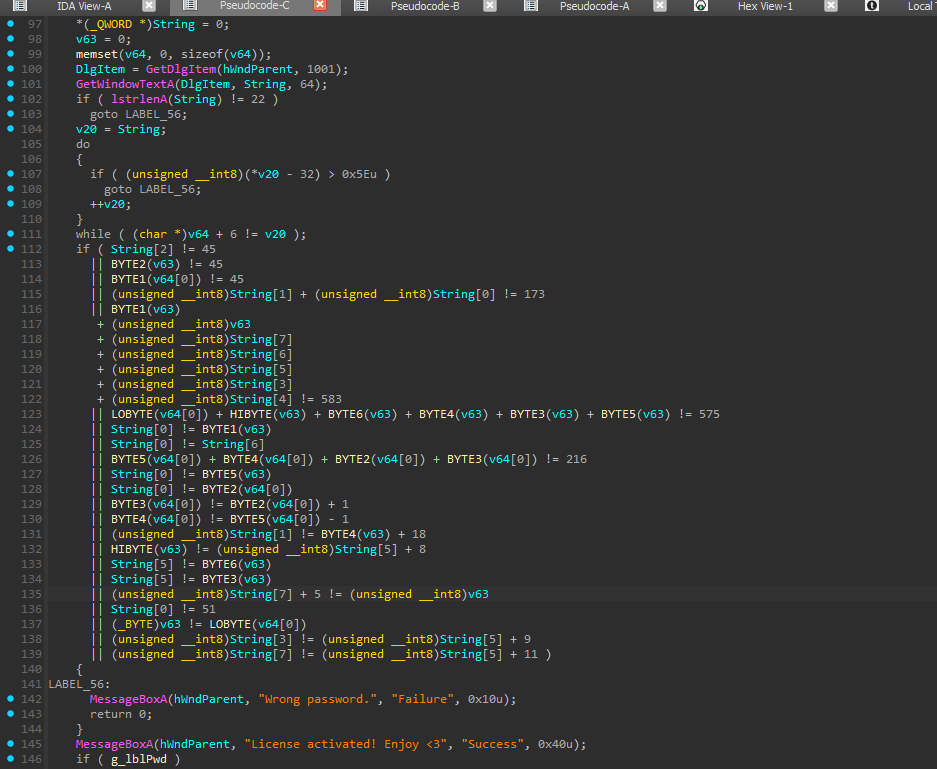 IDA View-A Pseudocode-C Pseudocode-B Pseudocode-A Hex View-1 Local
97 *(_QWORD *)String = 0;
98 v63 = 0;
99 memset(v64, 0, sizeof(v64));
100 DlgItem = GetDlgItem(hWndParent, 1001);
101 GetWindowTextA(DlgItem, String, 64);
102 if ( lstrlenA(String) != 22 )
103 goto LABEL_56;
104 v20 = String;
105 do
106 {
107 if ( (unsigned __int8)(*v20 - 32) > 0x5Eu )
108 goto LABEL_56;
109 ++v20;
110 }
111 while ( (char *)v64 + 6 != v20 );
112 if ( String[2] != 45
113 || BYTE2(v63) != 45
114 || BYTE1(v64[0]) != 45
115 || (unsigned __int8)String[1] + (unsigned __int8)String[0] != 173
116 || BYTE1(v63)
117 + (unsigned __int8)v63
118 + (unsigned __int8)String[7]
119 + (unsigned __int8)String[6]
120 + (unsigned __int8)String[5]
121 + (unsigned __int8)String[3]
122 + (unsigned __int8)String[4] != 583
123 || LOBYTE(v64[0]) + HIBYTE(v63) + BYTE6(v63) + BYTE4(v63) + BYTE3(v63) + BYTE5(v63) != 575
124 || String[0] != BYTE1(v63)
125 || String[0] != String[6]
126 || BYTE5(v64[0]) + BYTE4(v64[0]) + BYTE2(v64[0]) + BYTE3(v64[0]) != 216
127 || String[0] != BYTE5(v63)
128 || String[0] != BYTE2(v64[0])
129 || BYTE3(v64[0]) != BYTE2(v64[0]) + 1
130 || BYTE4(v64[0]) != BYTE5(v64[0]) - 1
131 || (unsigned __int8)String[1] != BYTE4(v63) + 18
132 || HIBYTE(v63) != (unsigned __int8)String[5] + 8
133 || String[5] != BYTE6(v63)
134 || String[5] != BYTE3(v63)
135 || (unsigned __int8)String[7] + 5 != (unsigned __int8)v63
136 || String[0] != 51
137 || (_BYTE)v63 != LOBYTE(v64[0])
138 || (unsigned __int8)String[3] != (unsigned __int8)String[5] + 9
139 || (unsigned __int8)String[7] != (unsigned __int8)String[5] + 11 )
140 {
141 LABEL_56:
142 MessageBoxA(hWndParent, "Wrong password.", "Failure", 0x10u);
143 return 0;
144 }
145 MessageBoxA(hWndParent, "License activated! Enjoy <3", "Success", 0x40u);
146 if ( g_lblPwd )